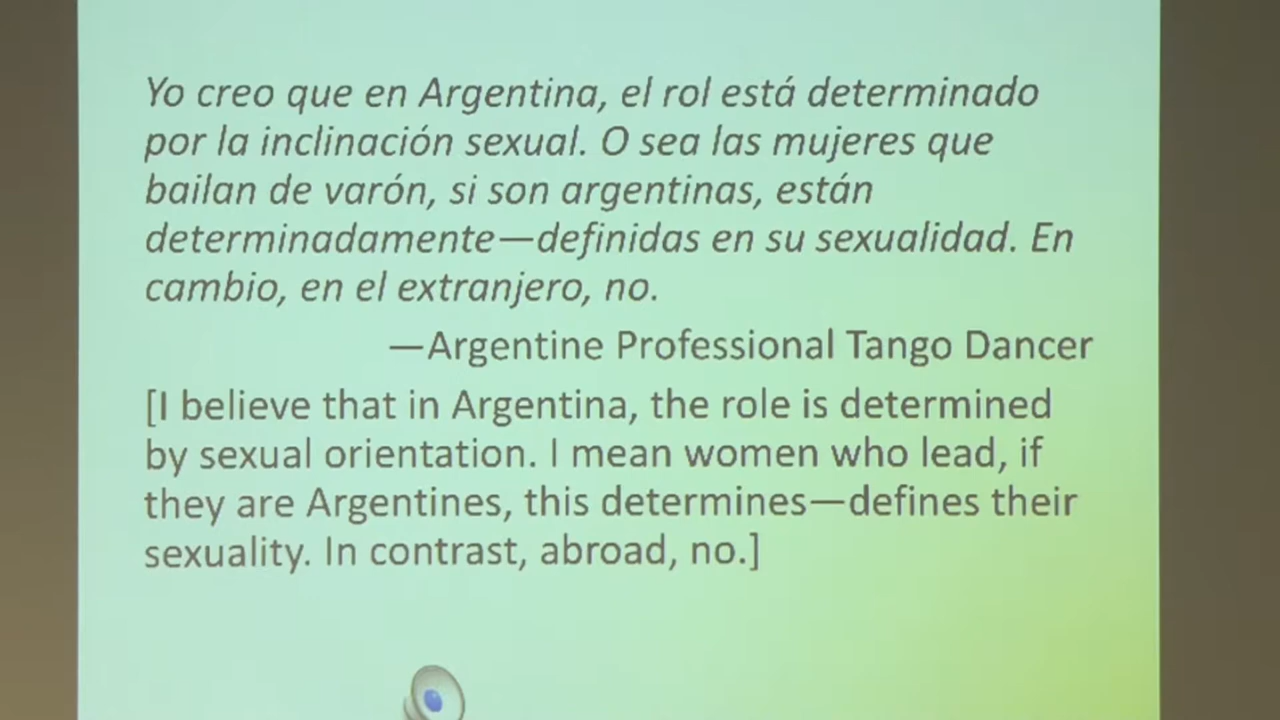 Yo creo que en Argentina, el rol está determinado
por la inclinación sexual. O sea las mujeres que
bailan de varón, si son argentinas, están
determinadamente—definidas en su sexualidad. En
cambio, en el extranjero, no.
—Argentine Professional Tango Dancer
[I believe that in Argentina, the role is determined
by sexual orientation. I mean women who lead, if
they are Argentines, this determines—defines their
sexuality. In contrast, abroad, no.]